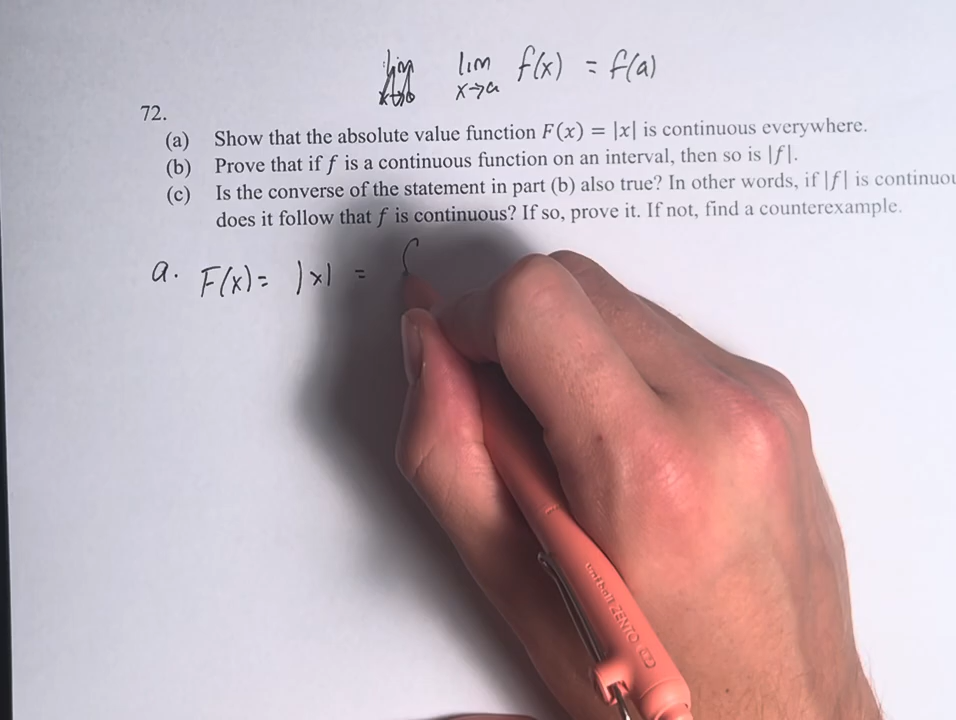 lim f(x) = f(a)
x→a
72.
(a) Show that the absolute value function F(x) = |x| is continuous everywhere.
(b) Prove that if f is a continuous function on an interval, then so is |f|.
(c) Is the converse of the statement in part (b) also true? In other words, if |f| is continuou
does it follow that f is continuous? If so, prove it. If not, find a counterexample.
a. F(x) = |x| =
uni-ball ZENTO